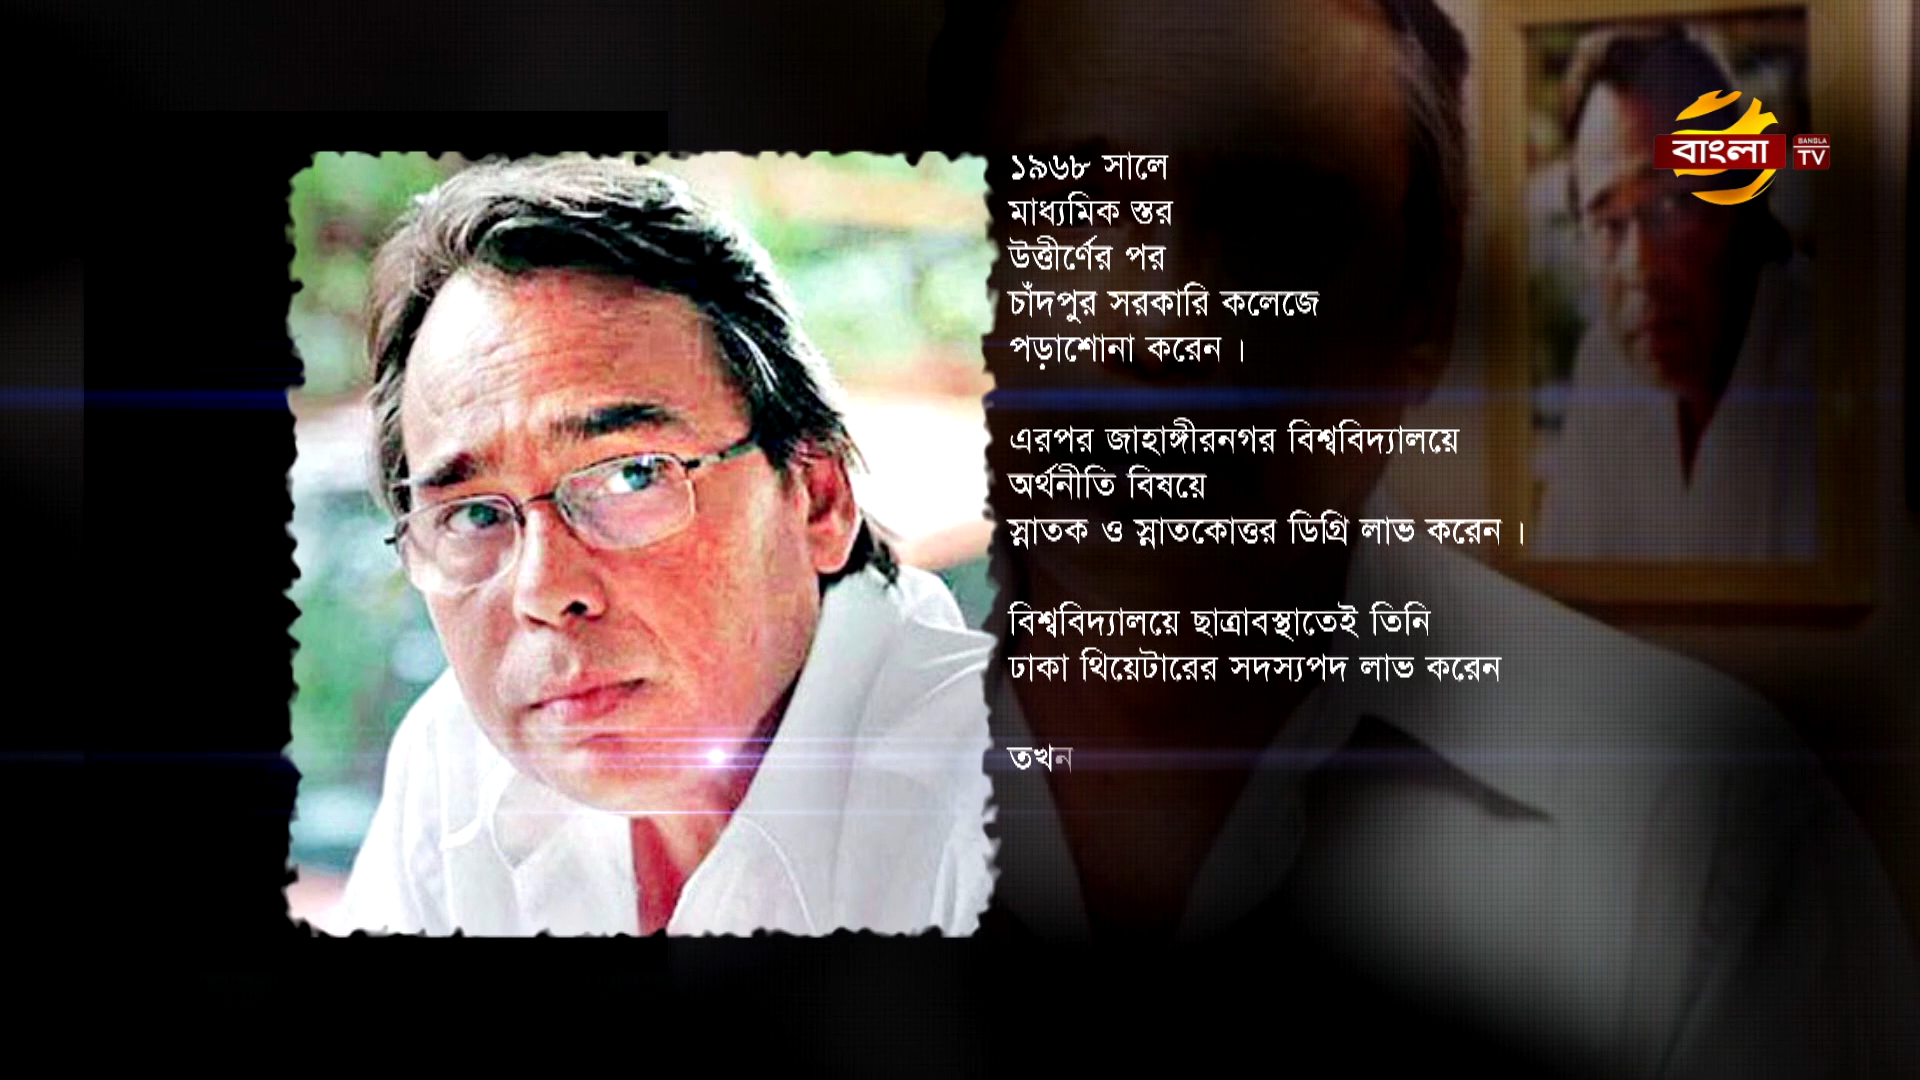 ১৯৬৮ সালে
মাধ্যমিক স্তর
উত্তীর্ণের পর
চাঁদপুর সরকারি কলেজে
পড়াশোনা করেন ।
এরপর জাহাঙ্গীরনগর বিশ্ববিদ্যালয়ে
অর্থনীতি বিষয়ে
স্নাতক ও স্নাতকোত্তর ডিগ্রি লাভ করেন ।
বিশ্ববিদ্যালয়ে ছাত্রাবস্থাতেই তিনি
ঢাকা থিয়েটারের সদস্যপদ লাভ করেন
তখন
বাংলা
BANGLA
TV